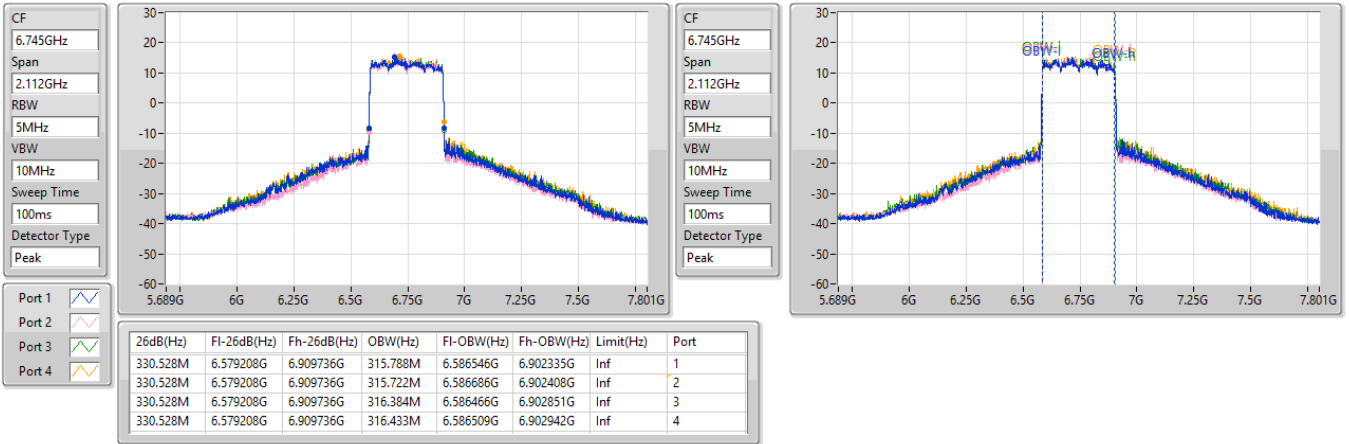 CF
6.745GHz
Span
2.112GHz
RBW
5MHz
VBW
10MHz
Sweep Time
100ms
Detector Type
Peak
Port 1
Port 2
Port 3
Port 4
30
20
10
0
-10
-20
-30
-40
-50
-60
5.689G 6G 6.25G 6.5G 6.75G 7G 7.25G 7.5G 7.801G
CF
6.745GHz
Span
2.112GHz
RBW
5MHz
VBW
10MHz
Sweep Time
100ms
Detector Type
Peak
30
20
10
0
-10
-20
-30
-40
-50
-60
OBW-l OBW-h
5.689G 6G 6.25G 6.5G 6.75G 7G 7.25G 7.5G 7.801G
26dB(Hz) Fl-26dB(Hz) Fh-26dB(Hz) OBW(Hz) Fl-OBW(Hz) Fh-OBW(Hz) Limit(Hz) Port
330.528M 6.579208G 6.909736G 315.788M 6.586546G 6.902335G Inf 1
330.528M 6.579208G 6.909736G 315.722M 6.586686G 6.902408G Inf 2
330.528M 6.579208G 6.909736G 316.384M 6.586466G 6.902851G Inf 3
330.528M 6.579208G 6.909736G 316.433M 6.586509G 6.902942G Inf 4